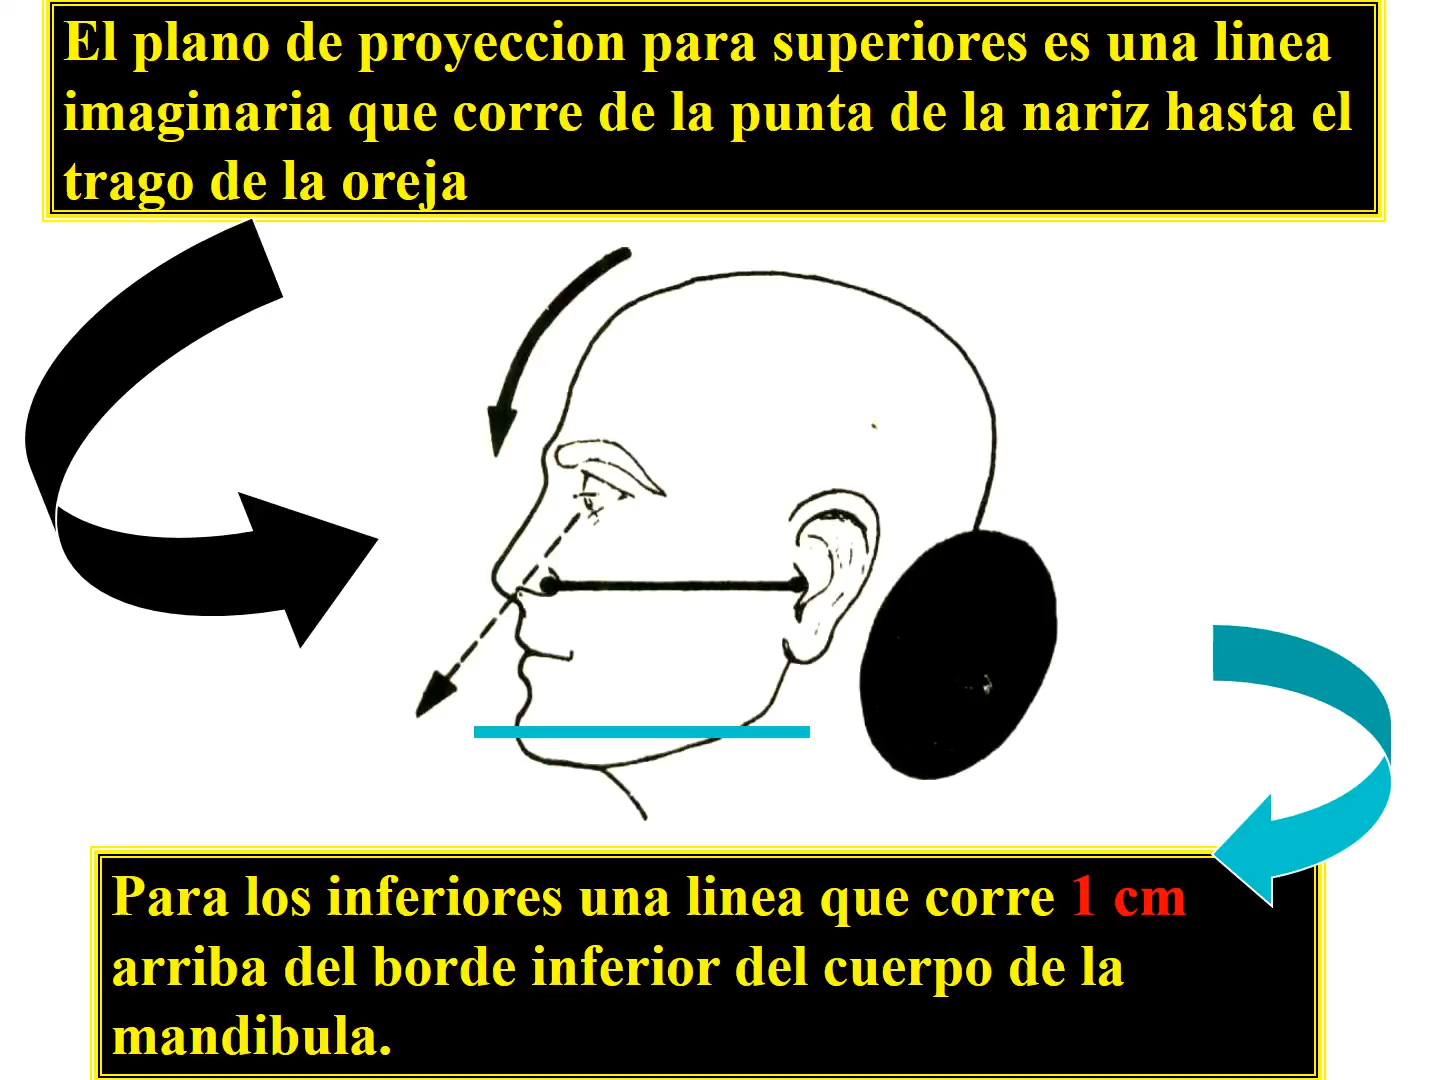 El plano de proyeccion para superiores es una linea
imaginaria que corre de la punta de la nariz hasta el
trago de la oreja
Para los inferiores una linea que corre 1 cm
arriba del borde inferior del cuerpo de la
mandibula.